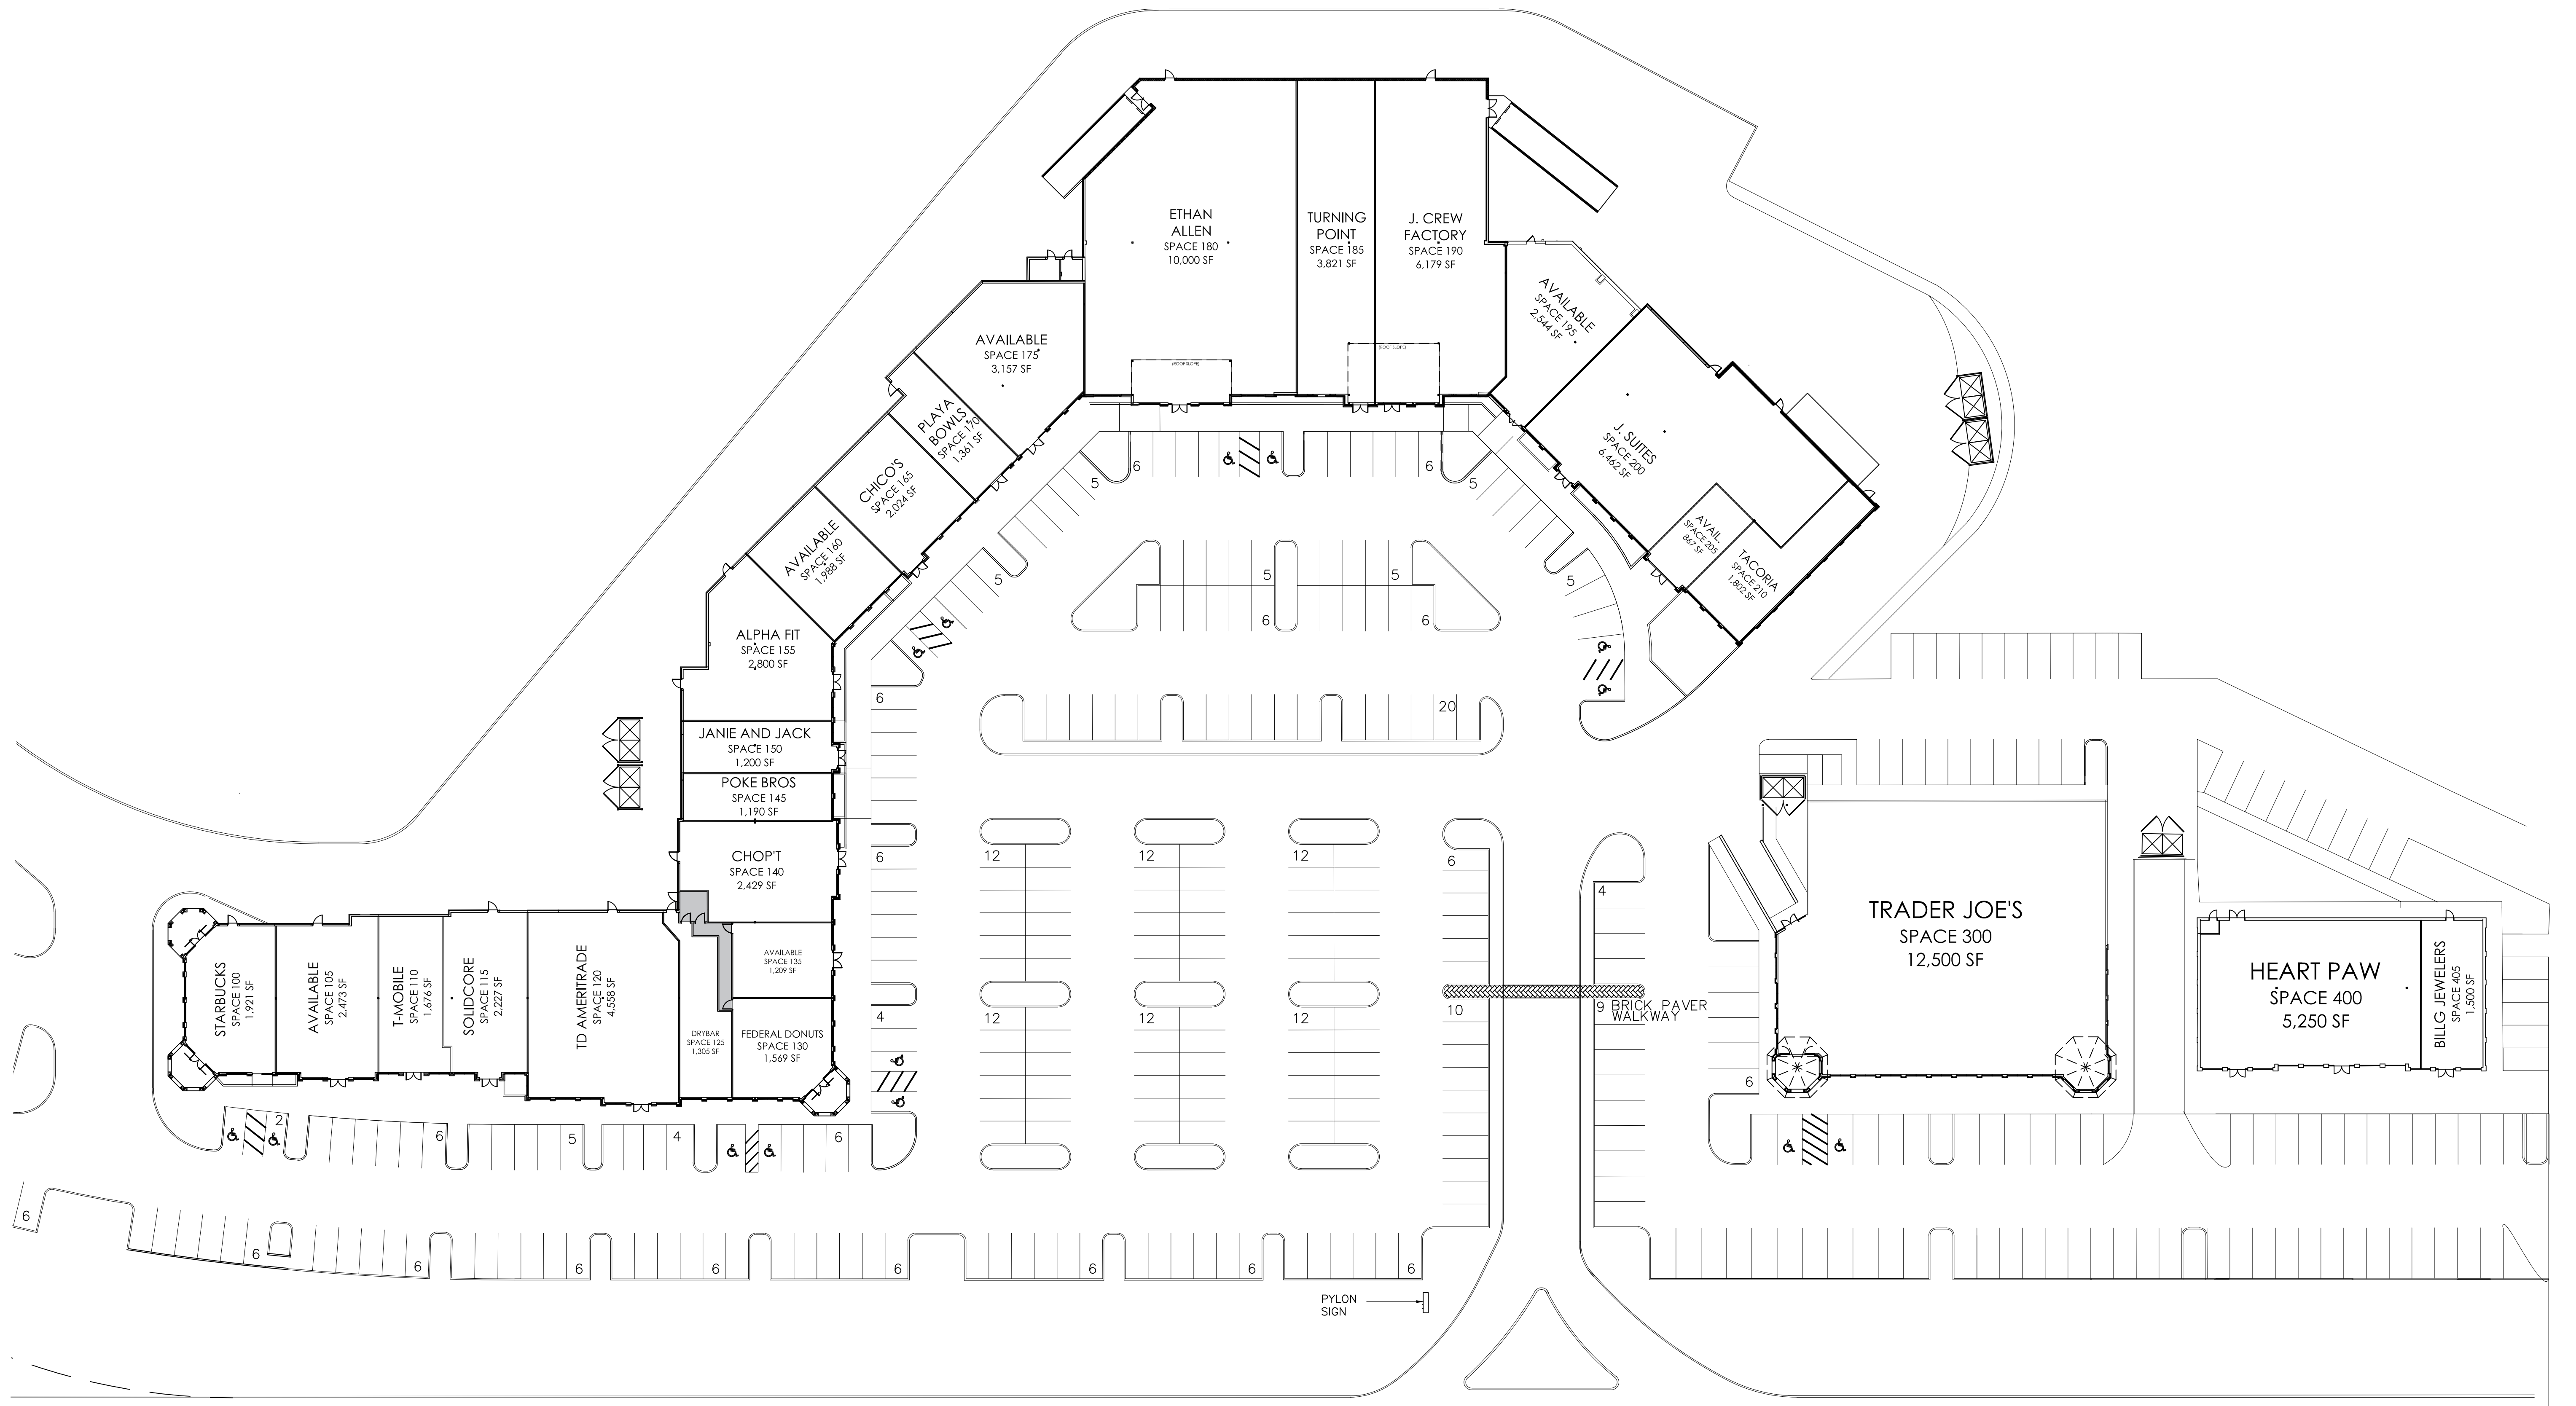 ETHAN
ALLEN
SPACE 180
10,000 SF
TURNING
POINT
SPACE 185
3,821 SF
J. CREW
FACTORY
SPACE 190
6,179 SF
(ROOF SLOPE)
(ROOF SLOPE)
AVAILABLE
SPACE 195
2,544 SF
J. SUITES
SPACE 200
6,462 SF
AVAIL.
SPACE 205
867 SF
TACORIA
SPACE 210
1,802 SF
AVAILABLE
SPACE 175
3,157 SF
PLAYA
BOWLS
SPACE 170
1,361 SF
CHICO'S
SPACE 165
2,024 SF
AVAILABLE
SPACE 160
1,988 SF
ALPHA FIT
SPACE 155
2,800 SF
JANIE AND JACK
SPACE 150
1,200 SF
POKE BROS
SPACE 145
1,190 SF
CHOP'T
SPACE 140
2,429 SF
AVAILABLE
SPACE 135
1,209 SF
FEDERAL DONUTS
SPACE 130
1,569 SF
DRYBAR
SPACE 125
1,305 SF
TD AMERITRADE
SPACE 120
4,558 SF
SOLIDCORE
SPACE 115
2,227 SF
T-MOBILE
SPACE 110
1,676 SF
AVAILABLE
SPACE 105
2,473 SF
STARBUCKS
SPACE 100
1,921 SF
TRADER JOE'S
SPACE 300
12,500 SF
HEART PAW
SPACE 400
5,250 SF
BILLG JEWELERS
SPACE 405
1,500 SF
6
6
5
5
5
5
5
5
6
6
6
20
6
12
12
12
6
4
4
12
12
12
10
9
BRICK PAVER
WALKWAY
6
2
6
5
4
6
6
6
6
6
6
6
6
6
6
PYLON
SIGN